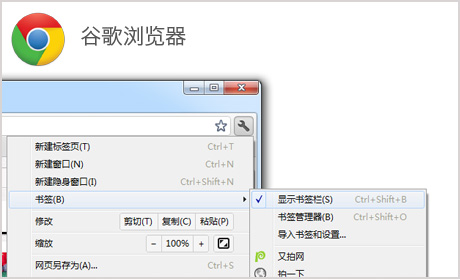 谷歌浏览器
新建标签页(T) Ctrl+T
新建窗口(N) Ctrl+N
新建隐身窗口(I) Ctrl+Shift+N
书签(B)
显示书签栏(S) Ctrl+Shift+B
修改 剪切(T) 复制(C) 粘贴(P)
书签管理器(B) Ctrl+Shift+O
导入书签和设置...
缩放 - 100% +
又拍网
网页另存为(A)... Ctrl+S
拍一下